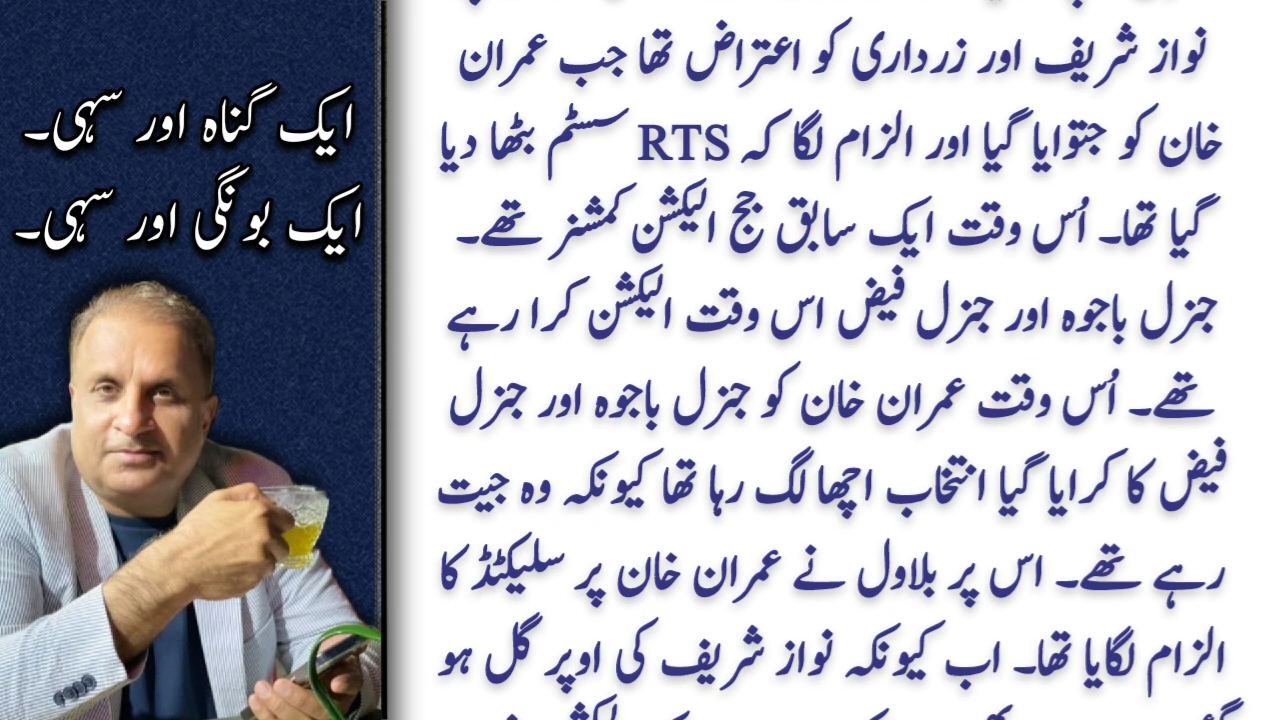 ایک گناہ اور سہی۔
ایک بونگی اور سہی۔
نواز شریف اور زرداری کو اعتراض تھا جب عمران
خان کو جتوایا گیا اور الزام لگا کہ RTS سسٹم بٹھا دیا
گیا تھا۔ اُس وقت ایک سابق جج الیکشن کمشنر تھے۔
جنرل باجوہ اور جنرل فیض اس وقت الیکشن کرا رہے
تھے۔ اُس وقت عمران خان کو جنرل باجوہ اور جنرل
فیض کا کرایا گیا انتخاب اچھا لگ رہا تھا کیونکہ وہ جیت
رہے تھے۔ اس پر بلاول نے عمران خان پر سلیکٹڈ کا
الزام لگایا تھا۔ اب کیونکہ نواز شریف کی اوپر گل ہو